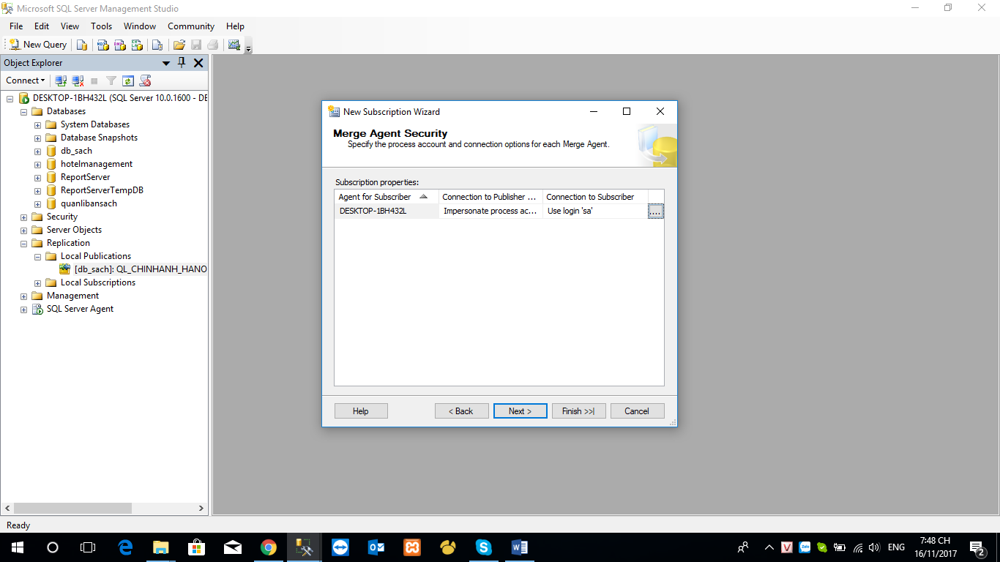 Microsoft SQL Server Management Studio
File Edit View Tools Window Community Help
New Query
Object Explorer
Connect
DESKTOP-1BH432L (SQL Server 10.0.1600 - DE
Databases
System Databases
Database Snapshots
db_sach
hotelmanagement
ReportServer
ReportServerTempDB
quanlibansach
Security
Server Objects
Replication
Local Publications
[db_sach]: QL_CHINHANH_HANO
Local Subscriptions
Management
SQL Server Agent
New Subscription Wizard
Merge Agent Security
Specify the process account and connection options for each Merge Agent.
Subscription properties:
Agent for Subscriber Connection to Publisher ... Connection to Subscriber
DESKTOP-1BH432L Impersonate process ac... Use login 'sa' ...
Help < Back Next > Finish >>| Cancel
Ready
ENG 7:48 CH
16/11/2017
2